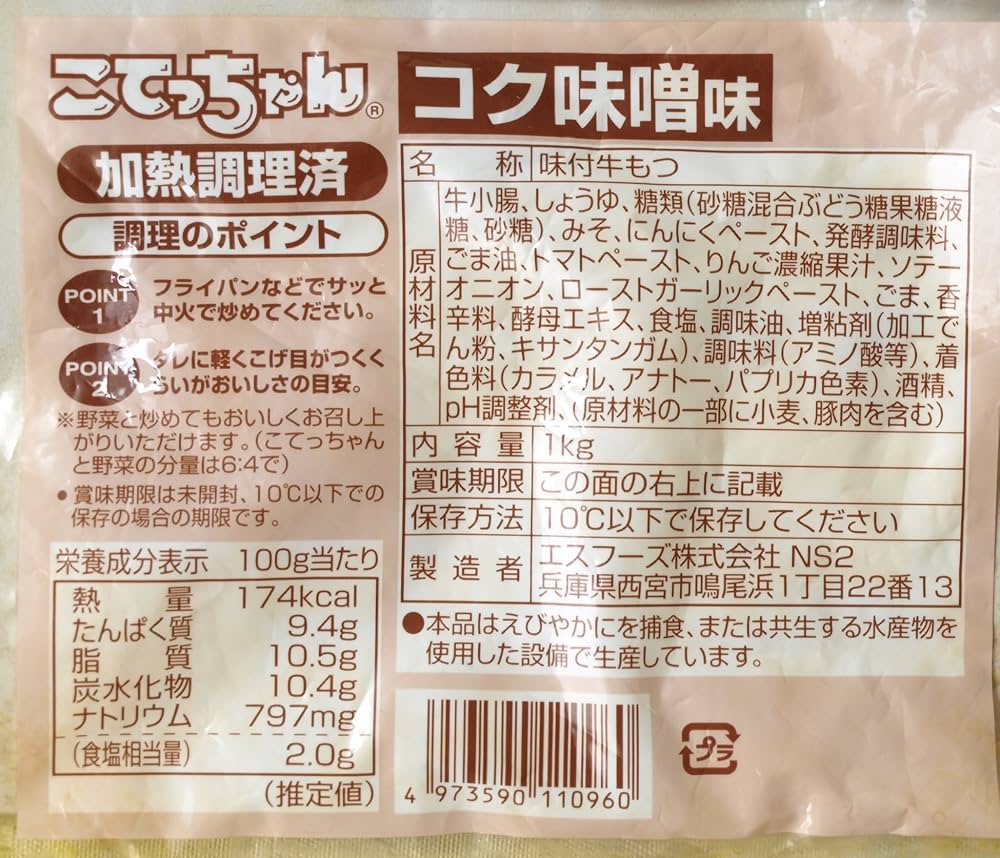 こてっちゃん®
コク味噌味
加熱調理済
調理のポイント
POINT 1
フライパンなどでサッと
中火で炒めてください。
POINT 2
タレに軽くこげ目がつくく
らいがおいしさの目安。
※野菜と炒めてもおいしくお召し上
がりいただけます。(こてっちゃん
と野菜の分量は6:4で)
●賞味期限は未開封、10℃以下での
保存の場合の期限です。
栄養成分表示 100g当たり
熱量 174kcal
たんぱく質 9.4g
脂質 10.5g
炭水化物 10.4g
ナトリウム 797mg
(食塩相当量) 2.0g
(推定値)
名称 味付牛もつ
原材料名
牛小腸、しょうゆ、糖類(砂糖混合ぶどう糖果糖液
糖、砂糖)、みそ、にんにくペースト、発酵調味料、
ごま油、トマトペースト、りんご濃縮果汁、ソテー
オニオン、ローストガーリックペースト、ごま、香
辛料、酵母エキス、食塩、調味油、増粘剤(加工で
ん粉、キサンタンガム)、調味料(アミノ酸等)、着
色料(カラメル、アナトー、パプリカ色素)、酒精、
pH調整剤、(原材料の一部に小麦、豚肉を含む)
内容量 1kg
賞味期限 この面の右上に記載
保存方法 10℃以下で保存してください
製造者 エスフーズ株式会社 NS2
兵庫県西宮市鳴尾浜1丁目22番13
●本品はえびやかにを捕食、または共生する水産物を
使用した設備で生産しています。
4 973590 110960
プラ